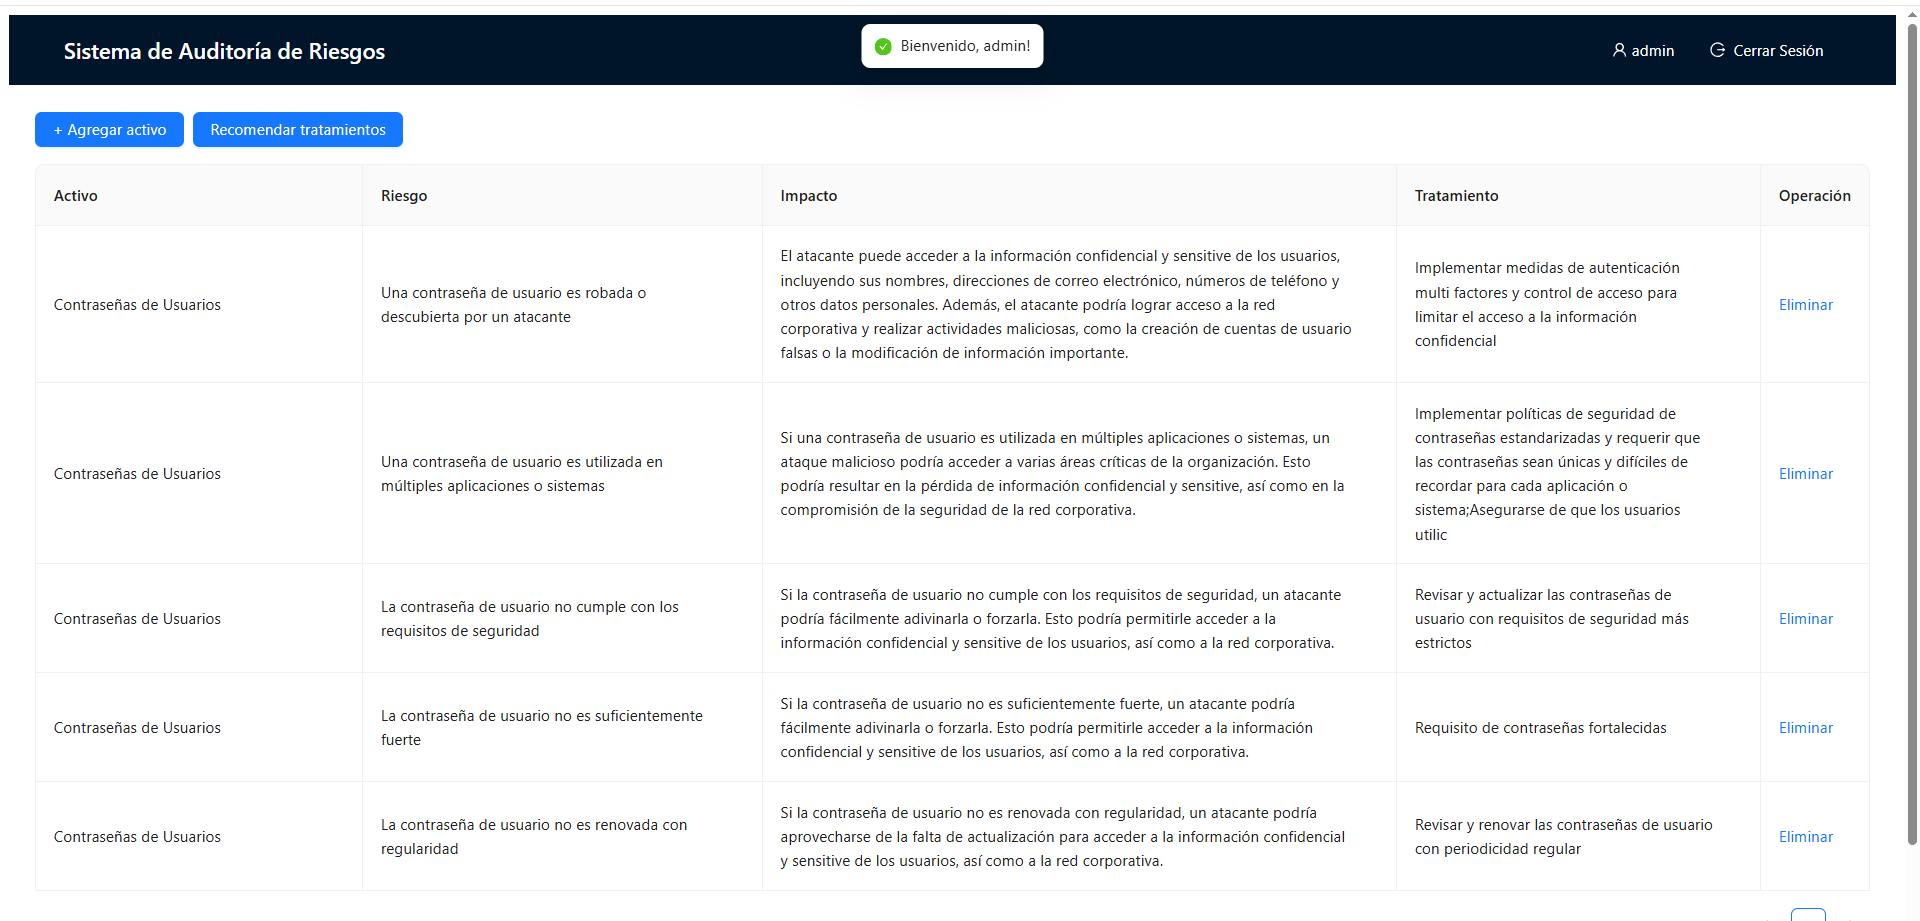 Sistema de Auditoría de Riesgos
Bienvenido, admin!
admin
Cerrar Sesión
+ Agregar activo
Recomendar tratamientos
Activo
Riesgo
Impacto
Tratamiento
Operación
Contraseñas de Usuarios
Una contraseña de usuario es robada o
descubierta por un atacante
El atacante puede acceder a la información confidencial y sensitive de los usuarios,
incluyendo sus nombres, direcciones de correo electrónico, números de teléfono y
otros datos personales. Además, el atacante podría lograr acceso a la red
corporativa y realizar actividades maliciosas, como la creación de cuentas de usuario
falsas o la modificación de información importante.
Implementar medidas de autenticación
multi factores y control de acceso para
limitar el acceso a la información
confidencial
Eliminar
Contraseñas de Usuarios
Una contraseña de usuario es utilizada en
múltiples aplicaciones o sistemas
Si una contraseña de usuario es utilizada en múltiples aplicaciones o sistemas, un
ataque malicioso podría acceder a varias áreas críticas de la organización. Esto
podría resultar en la pérdida de información confidencial y sensitive, así como en la
compromisión de la seguridad de la red corporativa.
Implementar políticas de seguridad de
contraseñas estandarizadas y requerir que
las contraseñas sean únicas y difíciles de
recordar para cada aplicación o
sistema;Asegurarse de que los usuarios
utilic
Eliminar
Contraseñas de Usuarios
La contraseña de usuario no cumple con los
requisitos de seguridad
Si la contraseña de usuario no cumple con los requisitos de seguridad, un atacante
podría fácilmente adivinarla o forzarla. Esto podría permitirle acceder a la
información confidencial y sensitive de los usuarios, así como a la red corporativa.
Revisar y actualizar las contraseñas de
usuario con requisitos de seguridad más
estrictos
Eliminar
Contraseñas de Usuarios
La contraseña de usuario no es suficientemente
fuerte
Si la contraseña de usuario no es suficientemente fuerte, un atacante podría
fácilmente adivinarla o forzarla. Esto podría permitirle acceder a la información
confidencial y sensitive de los usuarios, así como a la red corporativa.
Requisito de contraseñas fortalecidas
Eliminar
Contraseñas de Usuarios
La contraseña de usuario no es renovada con
regularidad
Si la contraseña de usuario no es renovada con regularidad, un atacante podría
aprovecharse de la falta de actualización para acceder a la información confidencial
y sensitive de los usuarios, así como a la red corporativa.
Revisar y renovar las contraseñas de usuario
con periodicidad regular
Eliminar